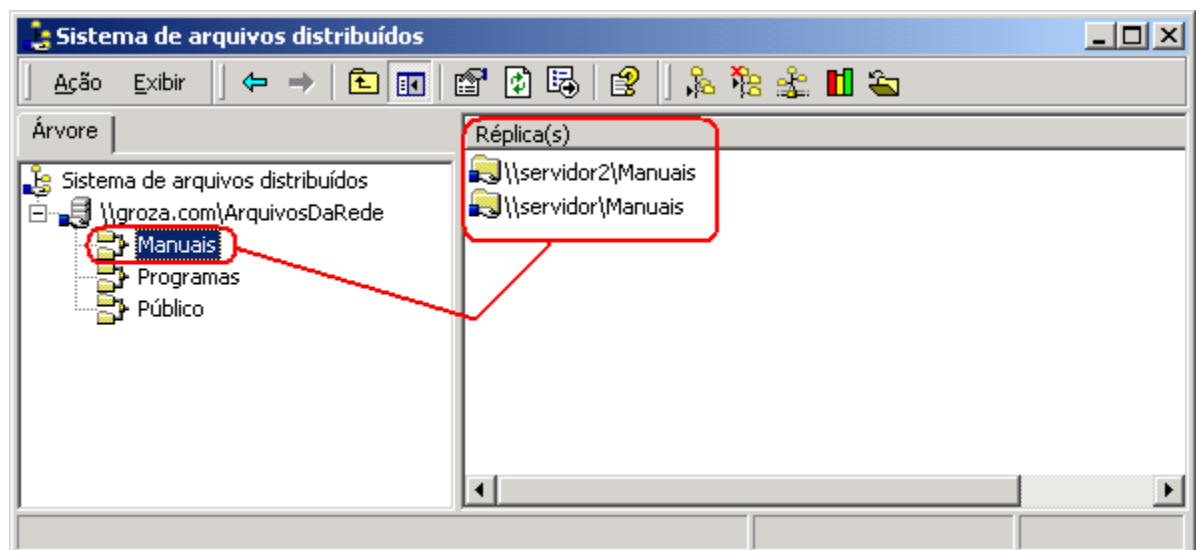 Sistema de arquivos distribuídos
Ação Exibir
Árvore
Réplica(s)
Sistema de arquivos distribuídos
\\groza.com\ArquivosDaRede
Manuais
Programas
Público
\\servidor2\Manuais
\\servidor\Manuais